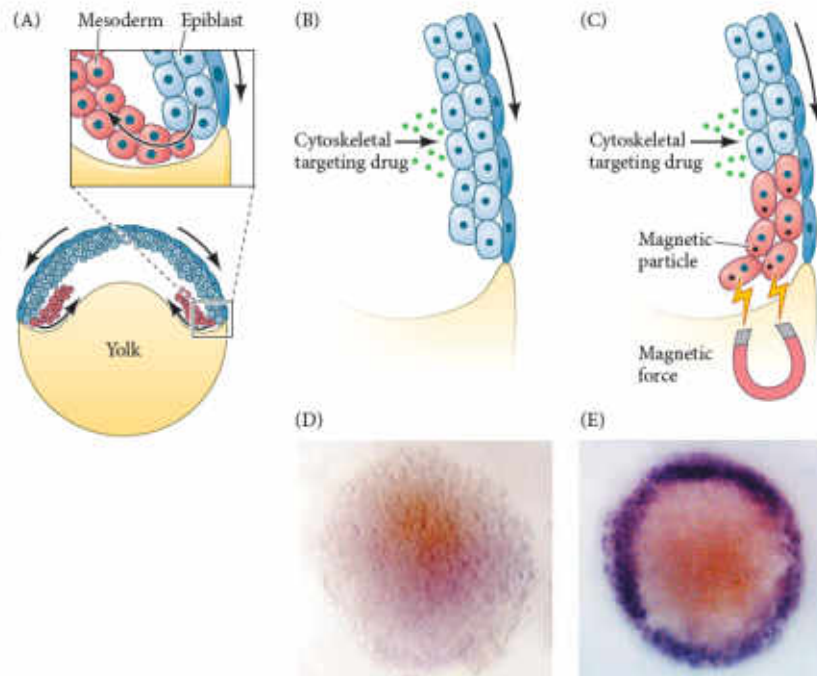 (A)
Mesoderm Epiblast
Yolk
(B)
Cytoskeletal
targeting drug
(C)
Cytoskeletal
targeting drug
Magnetic
particle
Magnetic
force
(D)
(E)